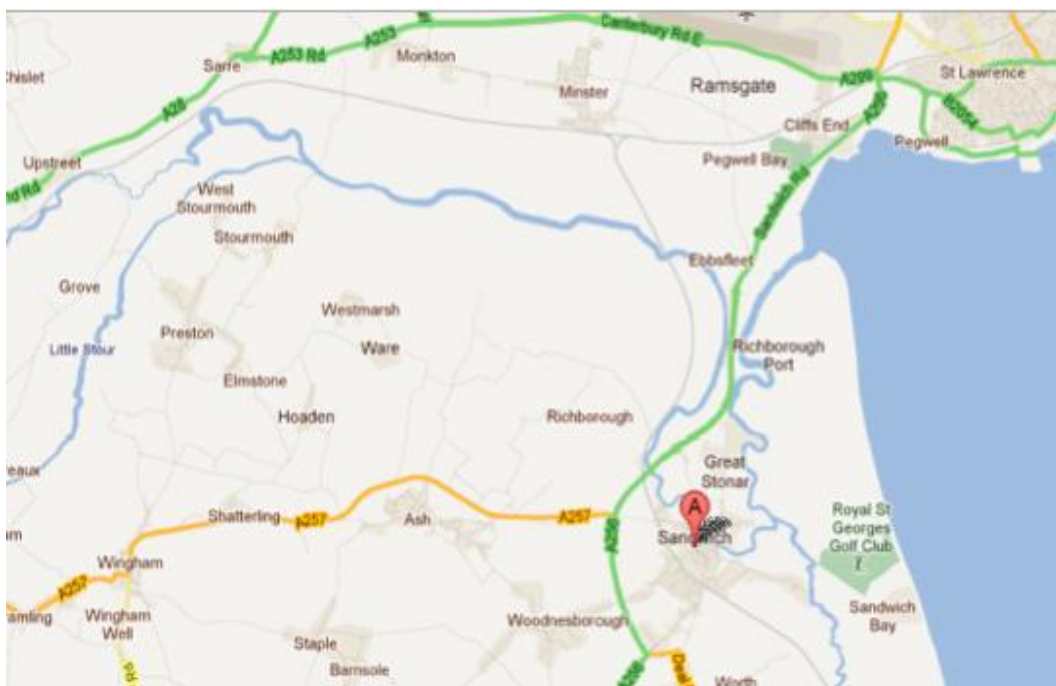 Canterbury Rd E
A253
A253 Rd
Sarre
Monkton
Chislet
Minster
Ramsgate
A299
St Lawrence
A28
B2054
Cliffs End
Pegwell
Upstreet
Pegwell Bay
Sandwich Rd
West
Stourmouth
Stourmouth
Ebbsfleet
Grove
Westmarsh
Preston
Ware
Little Stour
Richborough
Port
Elmstone
Hoaden
Richborough
Great
Stonar
A
Shatterling
A257
Ash
A257
A256
Sandwich
Royal St
Georges
Golf Club
Wingham
A257
Wingham
Well
Woodnesborough
Sandwich
Bay
Staple
Barnsole
Rd
Deal
Worth